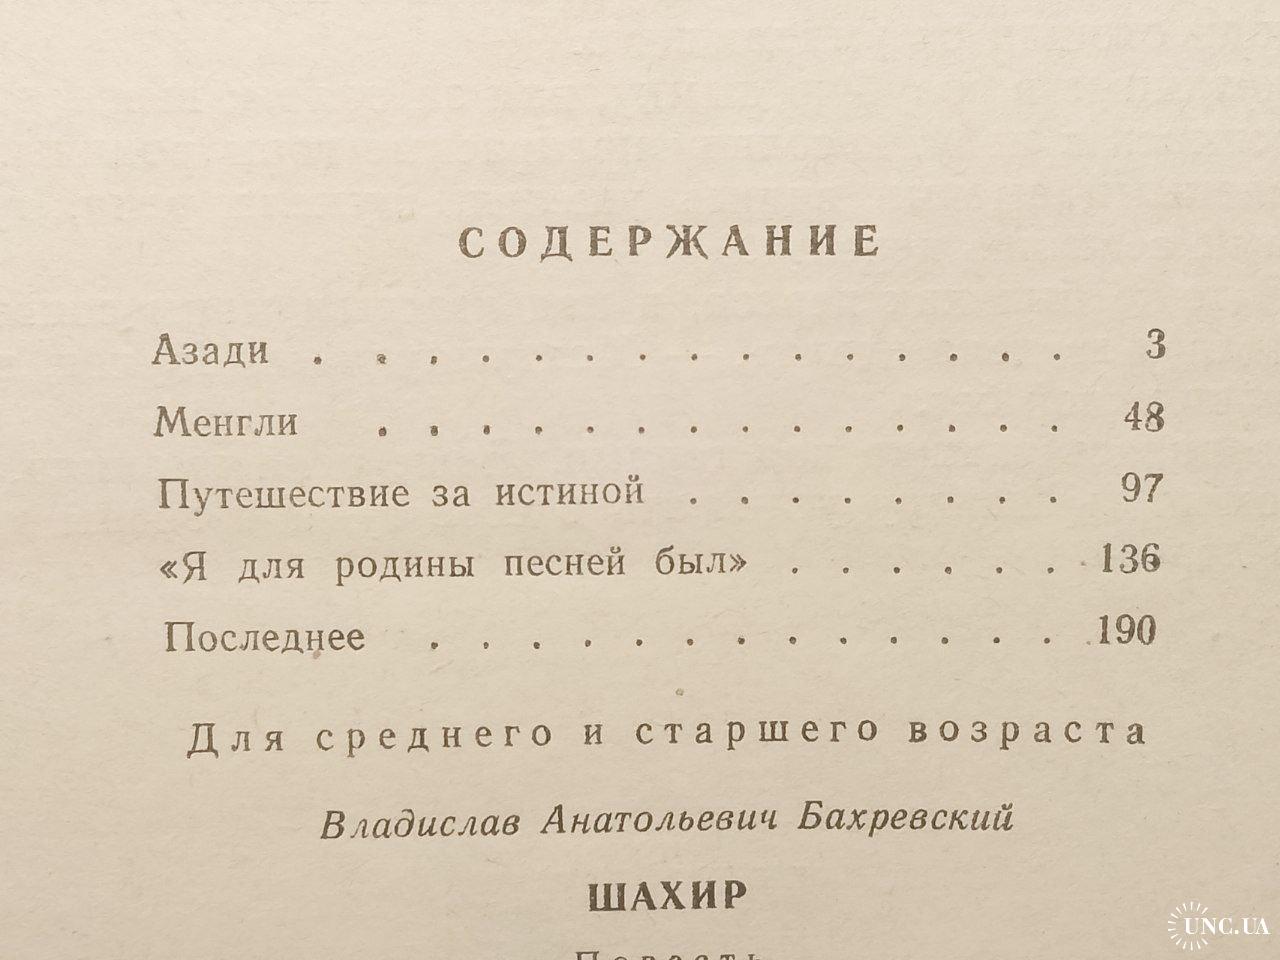 СОДЕРЖАНИЕ
Азади . . . . . . . . . . . . . . . 3
Менгли . . . . . . . . . . . . . . 48
Путешествие за истиной . . . . . . . . 97
«Я для родины песней был» . . . . . . 136
Последнее . . . . . . . . . . . . . 190
Для среднего и старшего возраста
Владислав Анатольевич Бахревский
ШАХИР
Повесть
UNC.UA